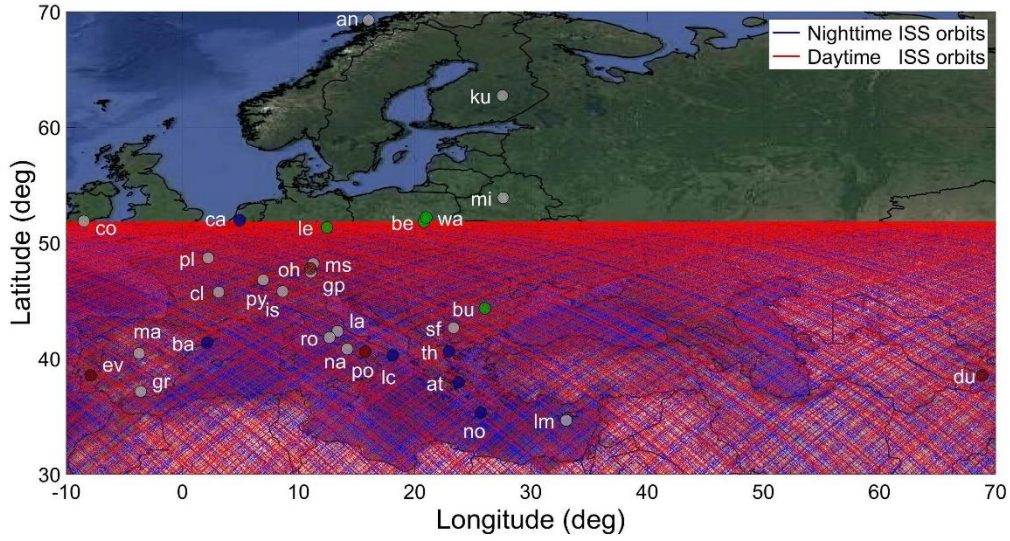 70
60
50
40
30
Latitude (deg)
an
Nighttime ISS orbits
Daytime ISS orbits
ku
mi
co
ca
le
be
wa
pl
oh
ms
cl
py
is
gp
bu
ma
la
ro
sf
ba
na
po
lc
th
ev
gr
at
du
no
lm
-10
0
10
20
30
40
50
60
70
Longitude (deg)